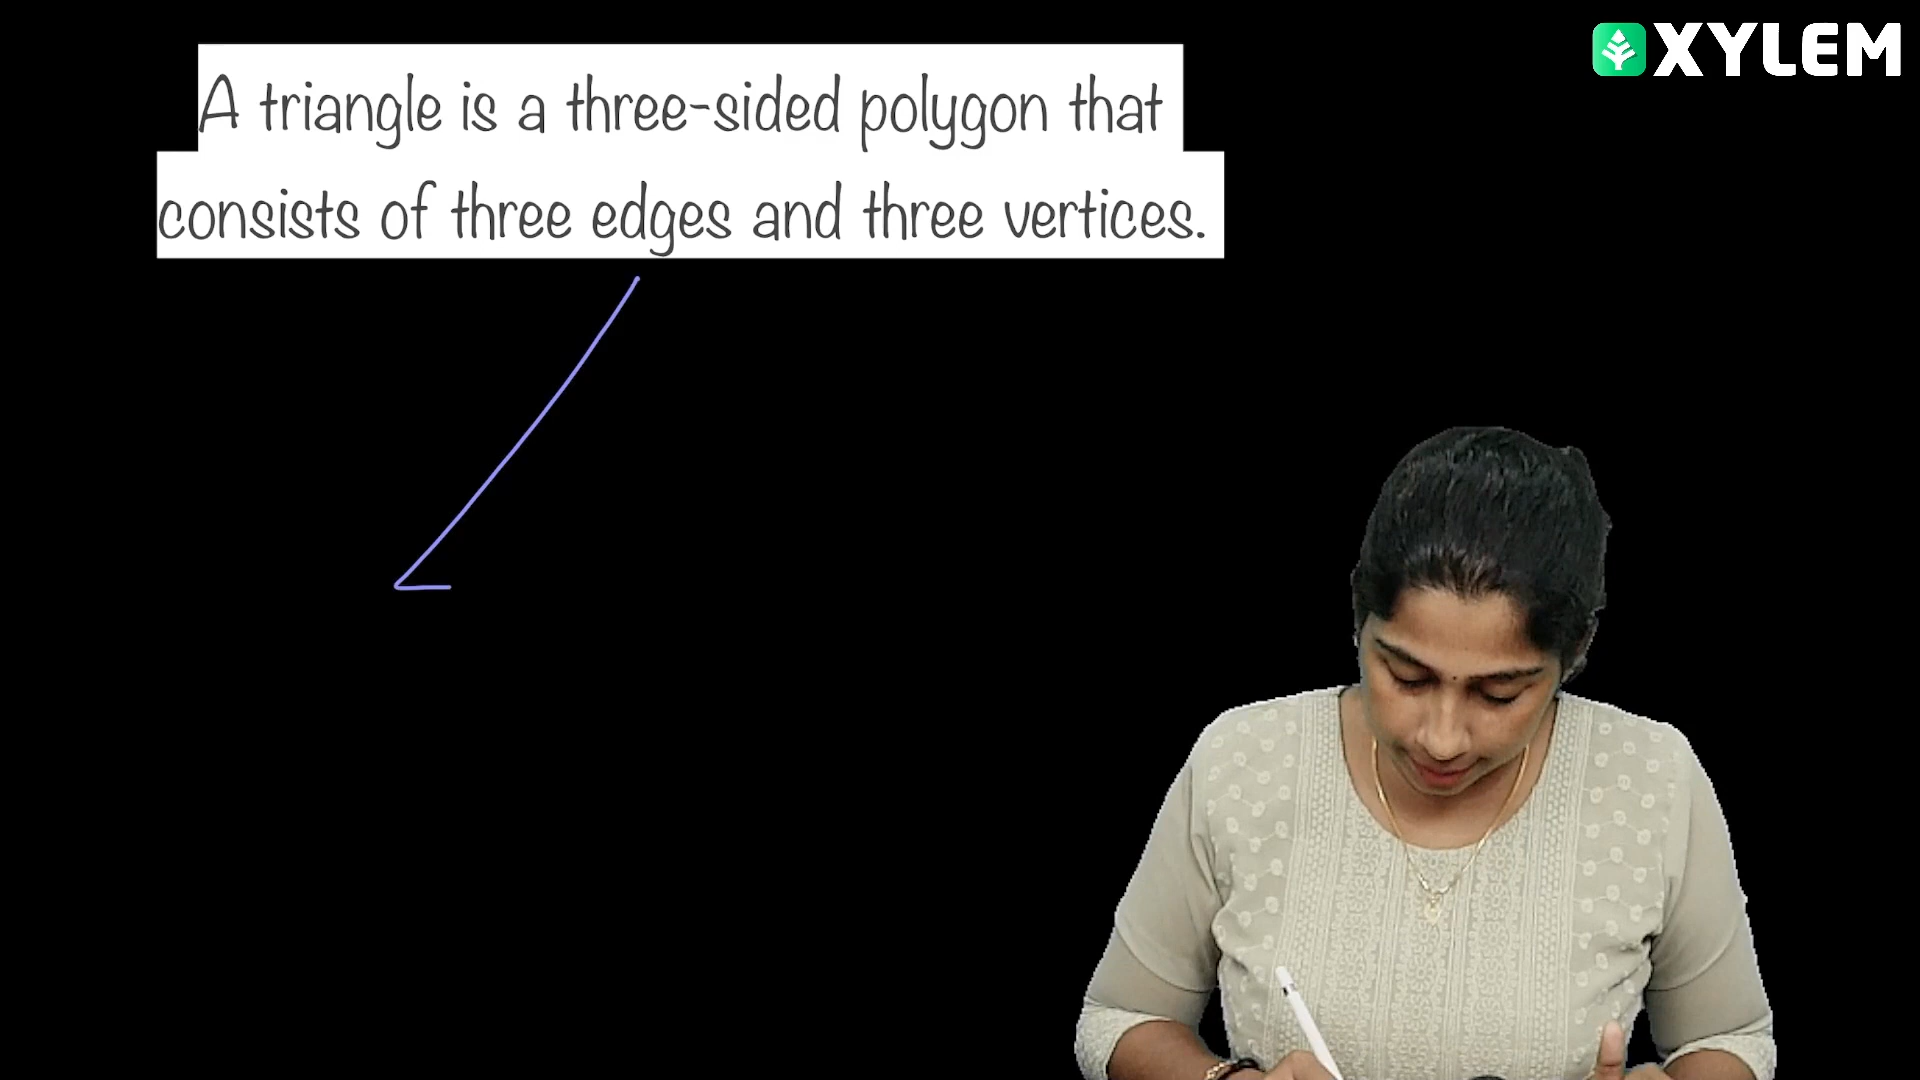 XYLEM
A triangle is a three-sided polygon that
consists of three edges and three vertices.